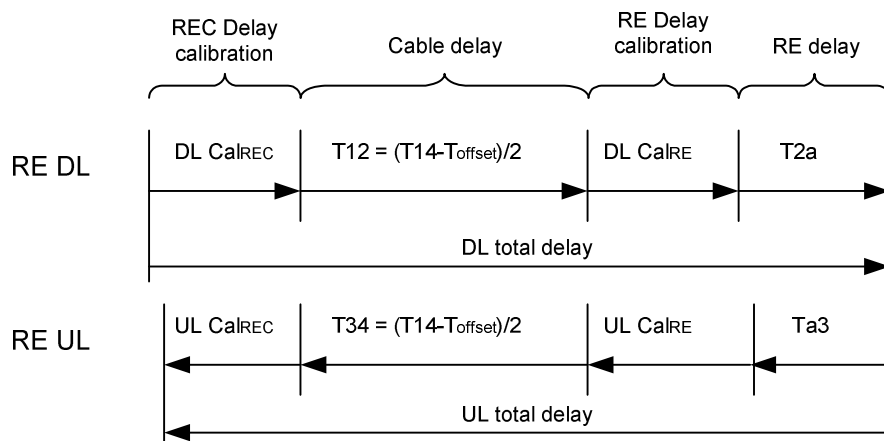 REC Delay
calibration
Cable delay
RE Delay
calibration
RE delay
RE DL
DL CalREC
T12 = (T14-Toffset)/2
DL CalRE
T2a
DL total delay
RE UL
UL CalREC
T34 = (T14-Toffset)/2
UL CalRE
Ta3
UL total delay